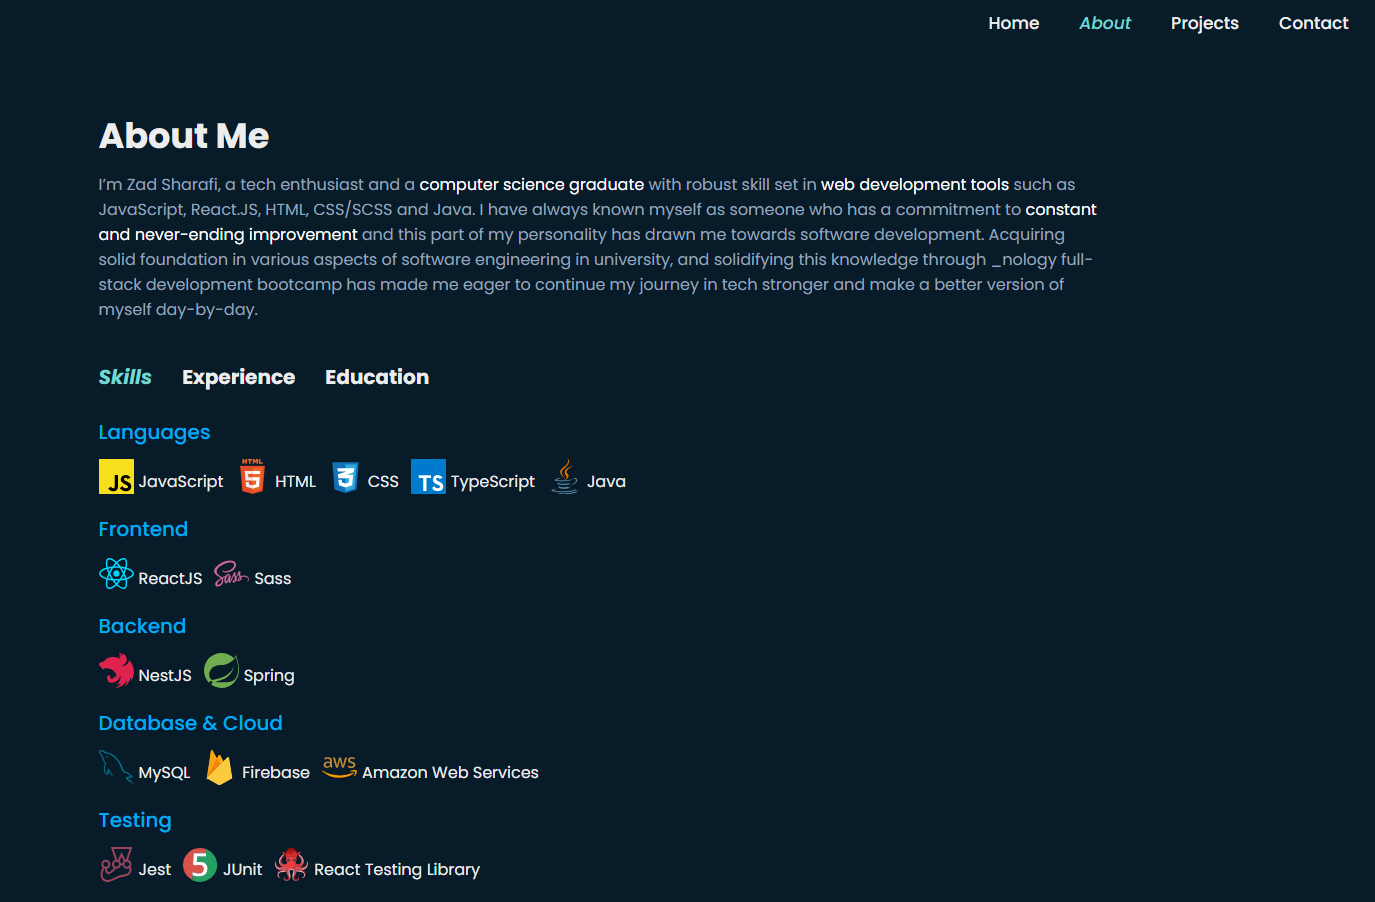 Home About Projects Contact
About Me
I’m Zad Sharafi, a tech enthusiast and a computer science graduate with robust skill set in web development tools such as
JavaScript, React.JS, HTML, CSS/SCSS and Java. I have always known myself as someone who has a commitment to constant
and never-ending improvement and this part of my personality has drawn me towards software development. Acquiring
solid foundation in various aspects of software engineering in university, and solidifying this knowledge through _nology full-
stack development bootcamp has made me eager to continue my journey in tech stronger and make a better version of
myself day-by-day.
Skills Experience Education
Languages
JS JavaScript HTML 5 HTML 3 CSS TS TypeScript Java
Frontend
ReactJS Sass Sass
Backend
NestJS Spring
Database & Cloud
MySQL Firebase aws Amazon Web Services
Testing
Jest 5 JUnit React Testing Library